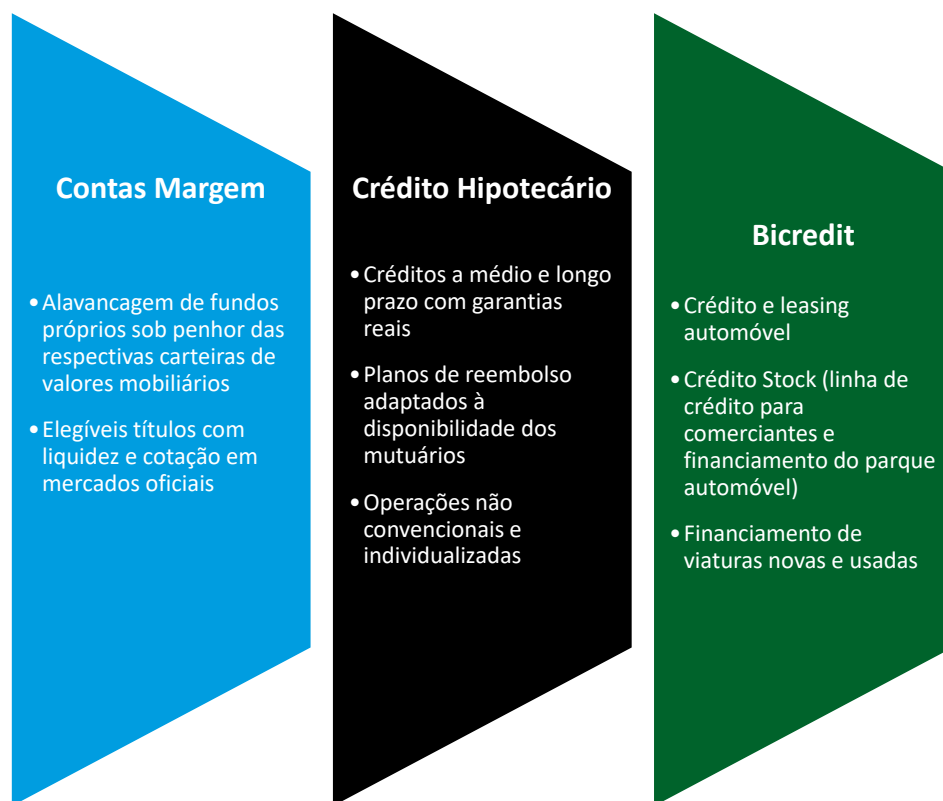 Contas Margem
•Alavancagem de fundos
próprios sob penhor das
respectivas carteiras de
valores mobiliários
•Elegíveis títulos com
liquidez e cotação em
mercados oficiais
Crédito Hipotecário
•Créditos a médio e longo
prazo com garantias
reais
•Planos de reembolso
adaptados à
disponibilidade dos
mutuários
•Operações não
convencionais e
individualizadas
Bicredit
•Crédito e leasing
automóvel
•Crédito Stock (linha de
crédito para
comerciantes e
financiamento do parque
automóvel)
•Financiamento de
viaturas novas e usadas